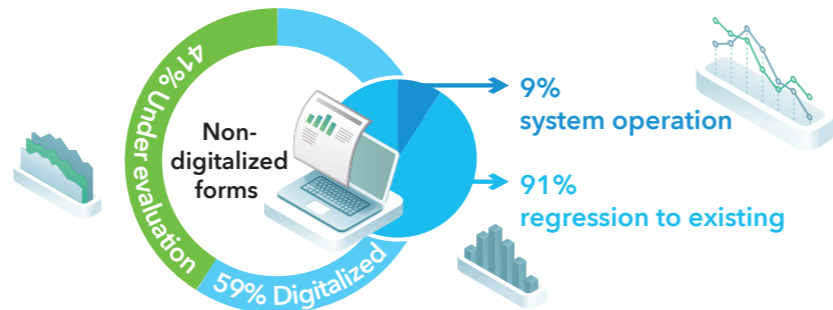 41% Under evaluation
Non-
digitalized
forms
59% Digitalized
9%
system operation
91%
regression to existing